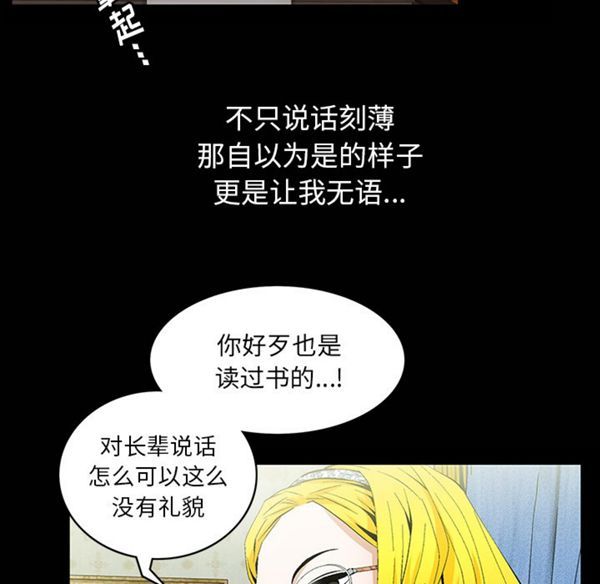 起...
不只说话刻薄
那自以为是的样子
更是让我无语...
你好歹也是
读过书的...!
对长辈说话
怎么可以这么
没有礼貌